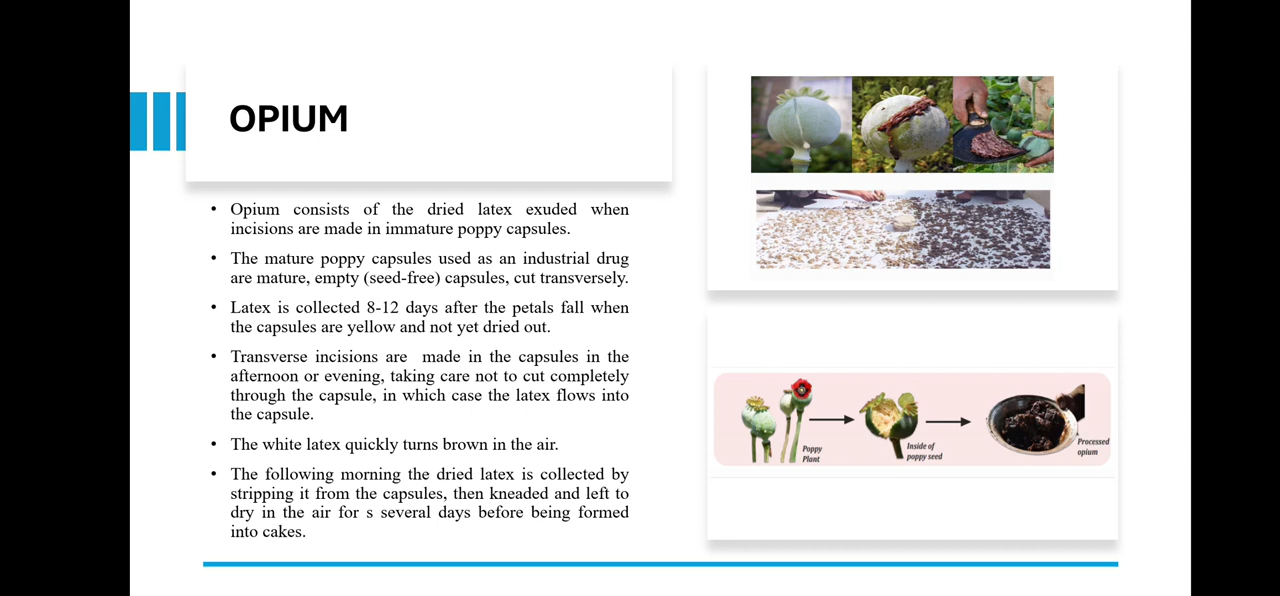 OPIUM
• Opium consists of the dried latex exuded when
incisions are made in immature poppy capsules.
• The mature poppy capsules used as an industrial drug
are mature, empty (seed-free) capsules, cut transversely.
• Latex is collected 8-12 days after the petals fall when
the capsules are yellow and not yet dried out.
• Transverse incisions are made in the capsules in the
afternoon or evening, taking care not to cut completely
through the capsule, in which case the latex flows into
the capsule.
• The white latex quickly turns brown in the air.
• The following morning the dried latex is collected by
stripping it from the capsules, then kneaded and left to
dry in the air for s several days before being formed
into cakes.
Poppy
Plant
Inside of
poppy seed
Processed
opium